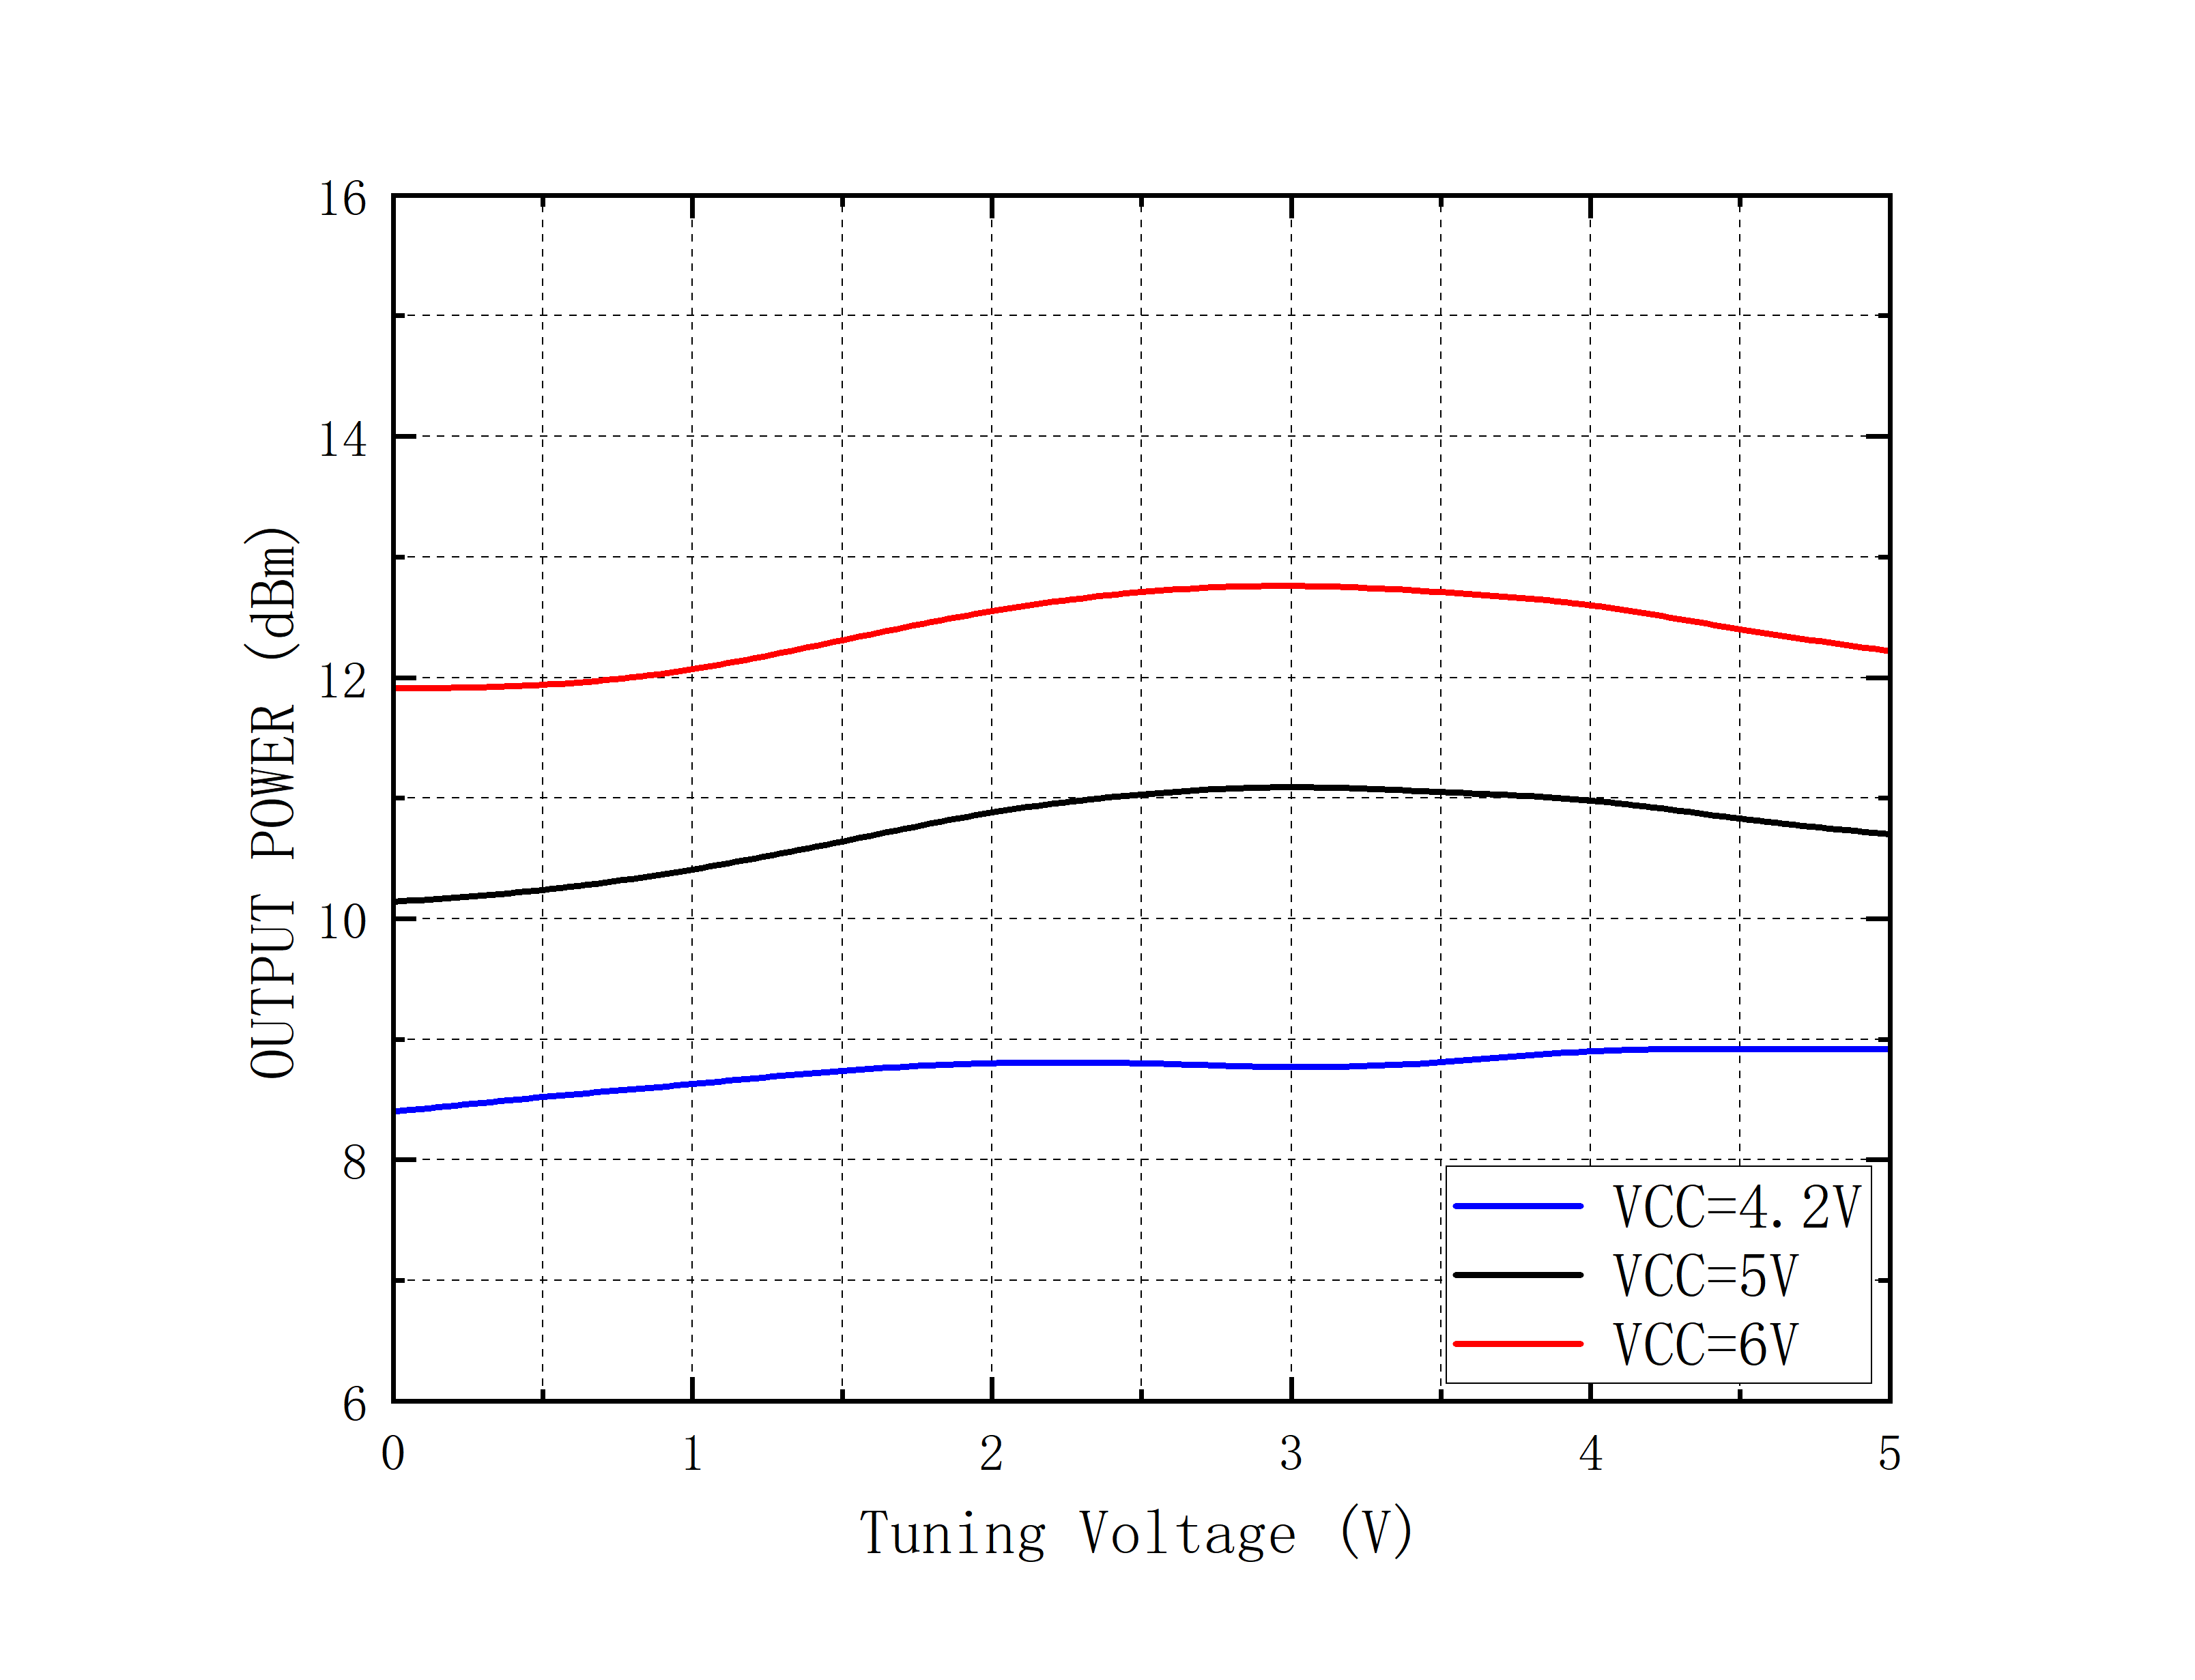 16
14
12
10
8
6
OUTPUT POWER (dBm)
VCC=4.2V
VCC=5V
VCC=6V
0 1 2 3 4 5
Tuning Voltage (V)